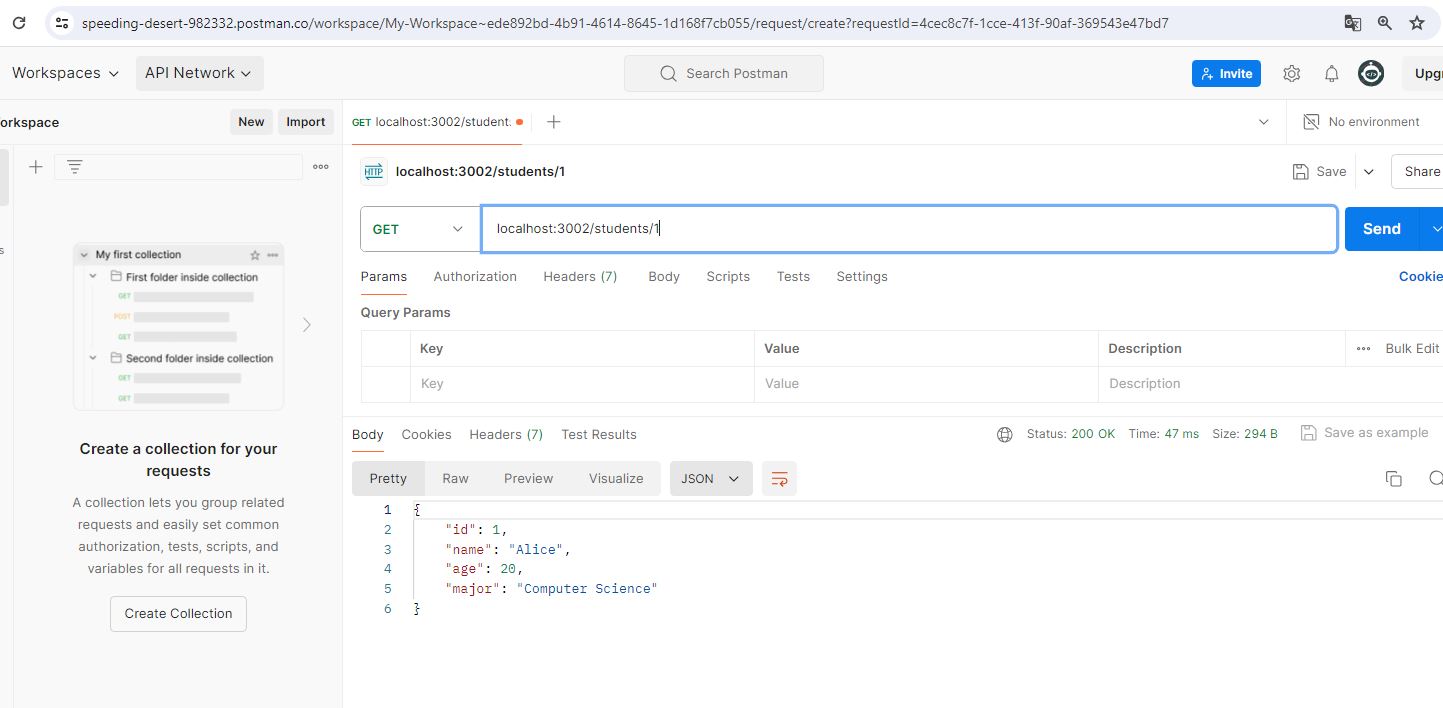 speeding-desert-982332.postman.co/workspace/My-Workspace~ede892bd-4b91-4614-8645-1d168f7cb055/request/create?requestId=4cec8c7f-1cce-413f-90af-369543e47bd7
Workspaces API Network Search Postman Invite Upgr
orkspace New Import GET localhost:3002/student. No environment
HTTP localhost:3002/students/1 Save Share
GET localhost:3002/students/1 Send
s
My first collection
First folder inside collection
GET
POST
GET
Second folder inside collection
GET
GET
Create a collection for your
requests
A collection lets you group related
requests and easily set common
authorization, tests, scripts, and
variables for all requests in it.
Create Collection
Params Authorization Headers (7) Body Scripts Tests Settings Cookie
Query Params
Key Value Description Bulk Edit
Key Value Description
Body Cookies Headers (7) Test Results Status: 200 OK Time: 47 ms Size: 294 B Save as example
Pretty Raw Preview Visualize JSON
1 {
2 "id": 1,
3 "name": "Alice",
4 "age": 20,
5 "major": "Computer Science"
6 }